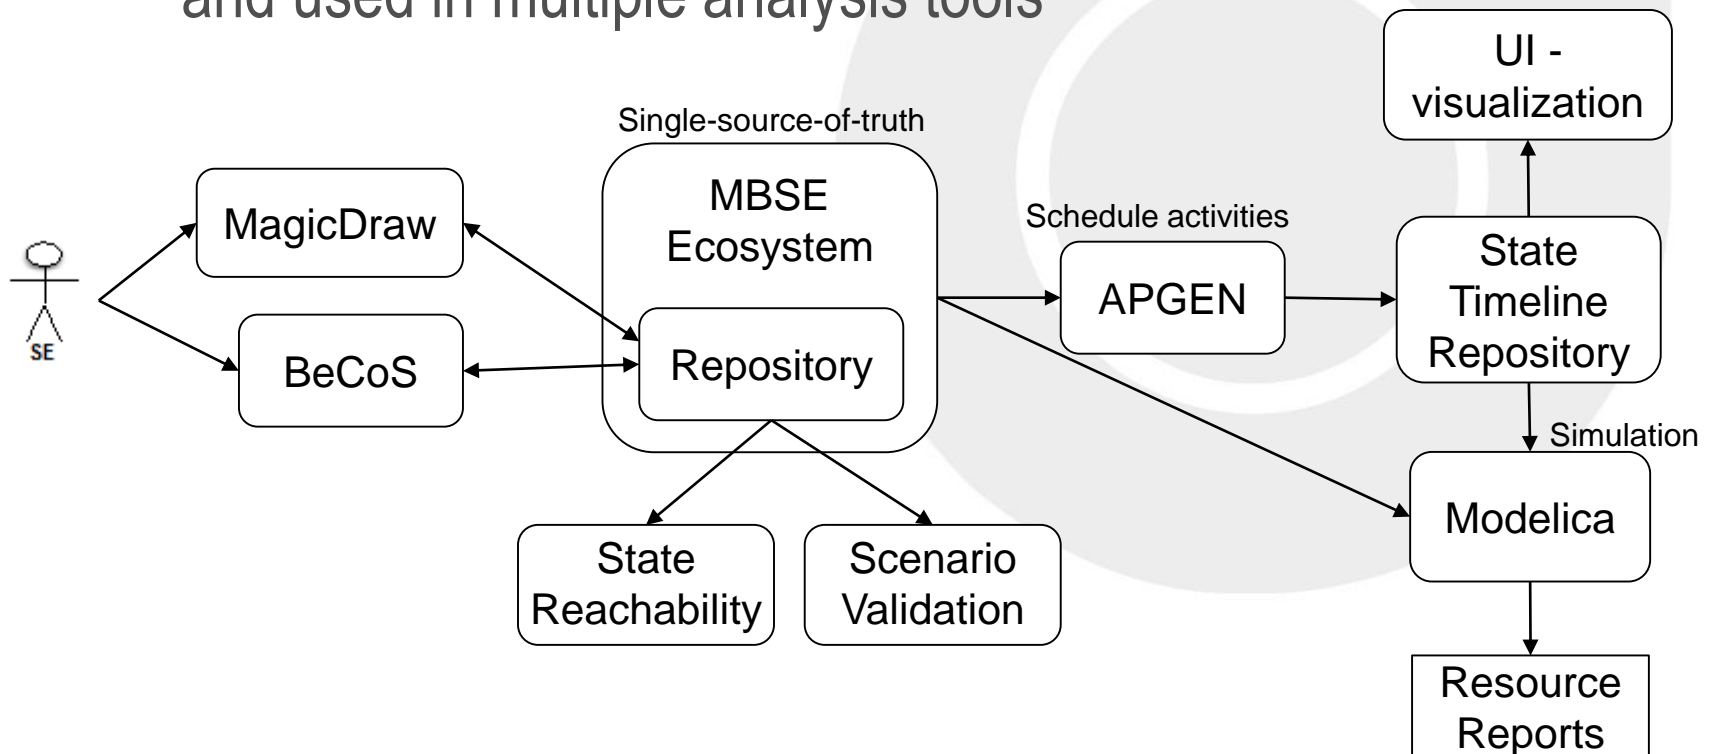 and used in multiple analysis tools
UI -
visualization
Single-source-of-truth
MBSE
Ecosystem
MagicDraw
Schedule activities
State
Timeline
Repository
APGEN
SE
BeCoS
Repository
Simulation
Modelica
State
Reachability
Scenario
Validation
Resource
Reports